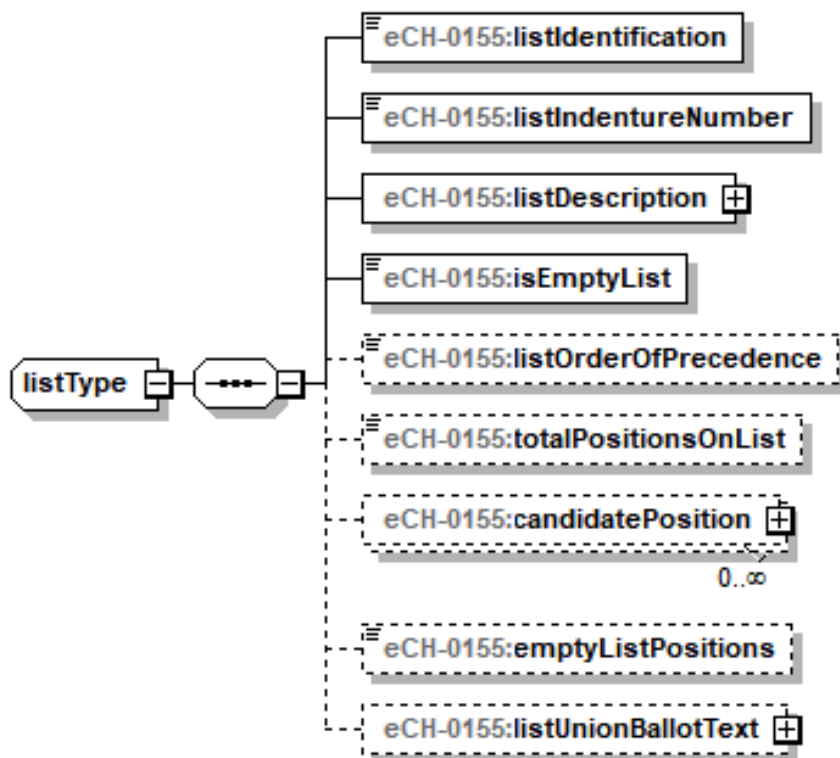 eCH-0155:listIdentification
eCH-0155:listIndentureNumber
eCH-0155:listDescription
eCH-0155:isEmptyList
listType
eCH-0155:listOrderOfPrecedence
eCH-0155:totalPositionsOnList
eCH-0155:candidatePosition
0..∞
eCH-0155:emptyListPositions
eCH-0155:listUnionBallotText